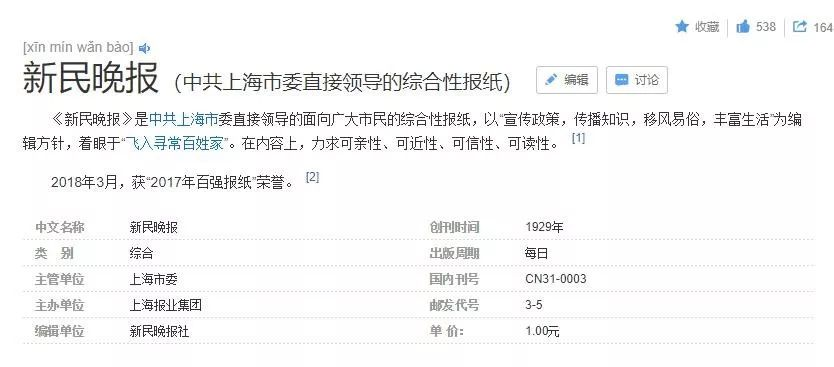 收藏 538 164
[xīn mín wǎn bào]
新民晚报（中共上海市委直接领导的综合性报纸） 编辑 讨论
《新民晚报》是中共上海市委直接领导的面向广大市民的综合性报纸，以“宣传政策，传播知识，移风易俗，丰富生活”为编
辑方针，着眼于“飞入寻常百姓家”。在内容上，力求可亲性、可近性、可信性、可读性。 [1]
2018年3月，获“2017年百强报纸”荣誉。 [2]
中文名称 新民晚报 创刊时间 1929年
类 别 综合 出版周期 每日
主管单位 上海市委 国内刊号 CN31-0003
主办单位 上海报业集团 邮发代号 3-5
编辑单位 新民晚报社 单 价： 1.00元